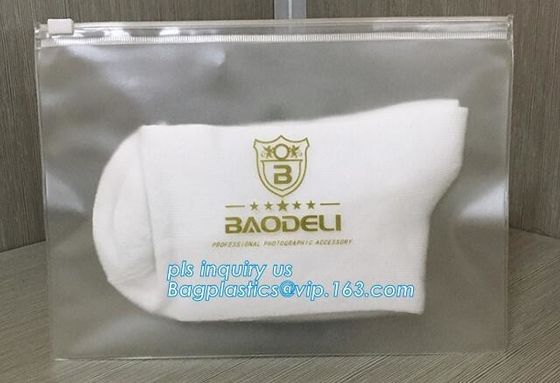 B
BAODELI
PROFESSIONAL PHOTOGRAPHIC ACCESSORY
pls inquiry us
Bagplastics@vip.163.com